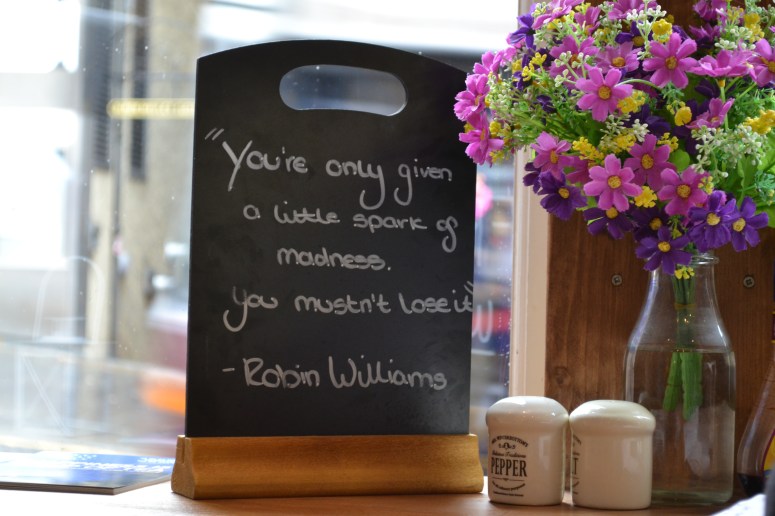 "You're only given
a little spark of
madness.
You mustn't lose it"
- Robin Williams
PEPPER